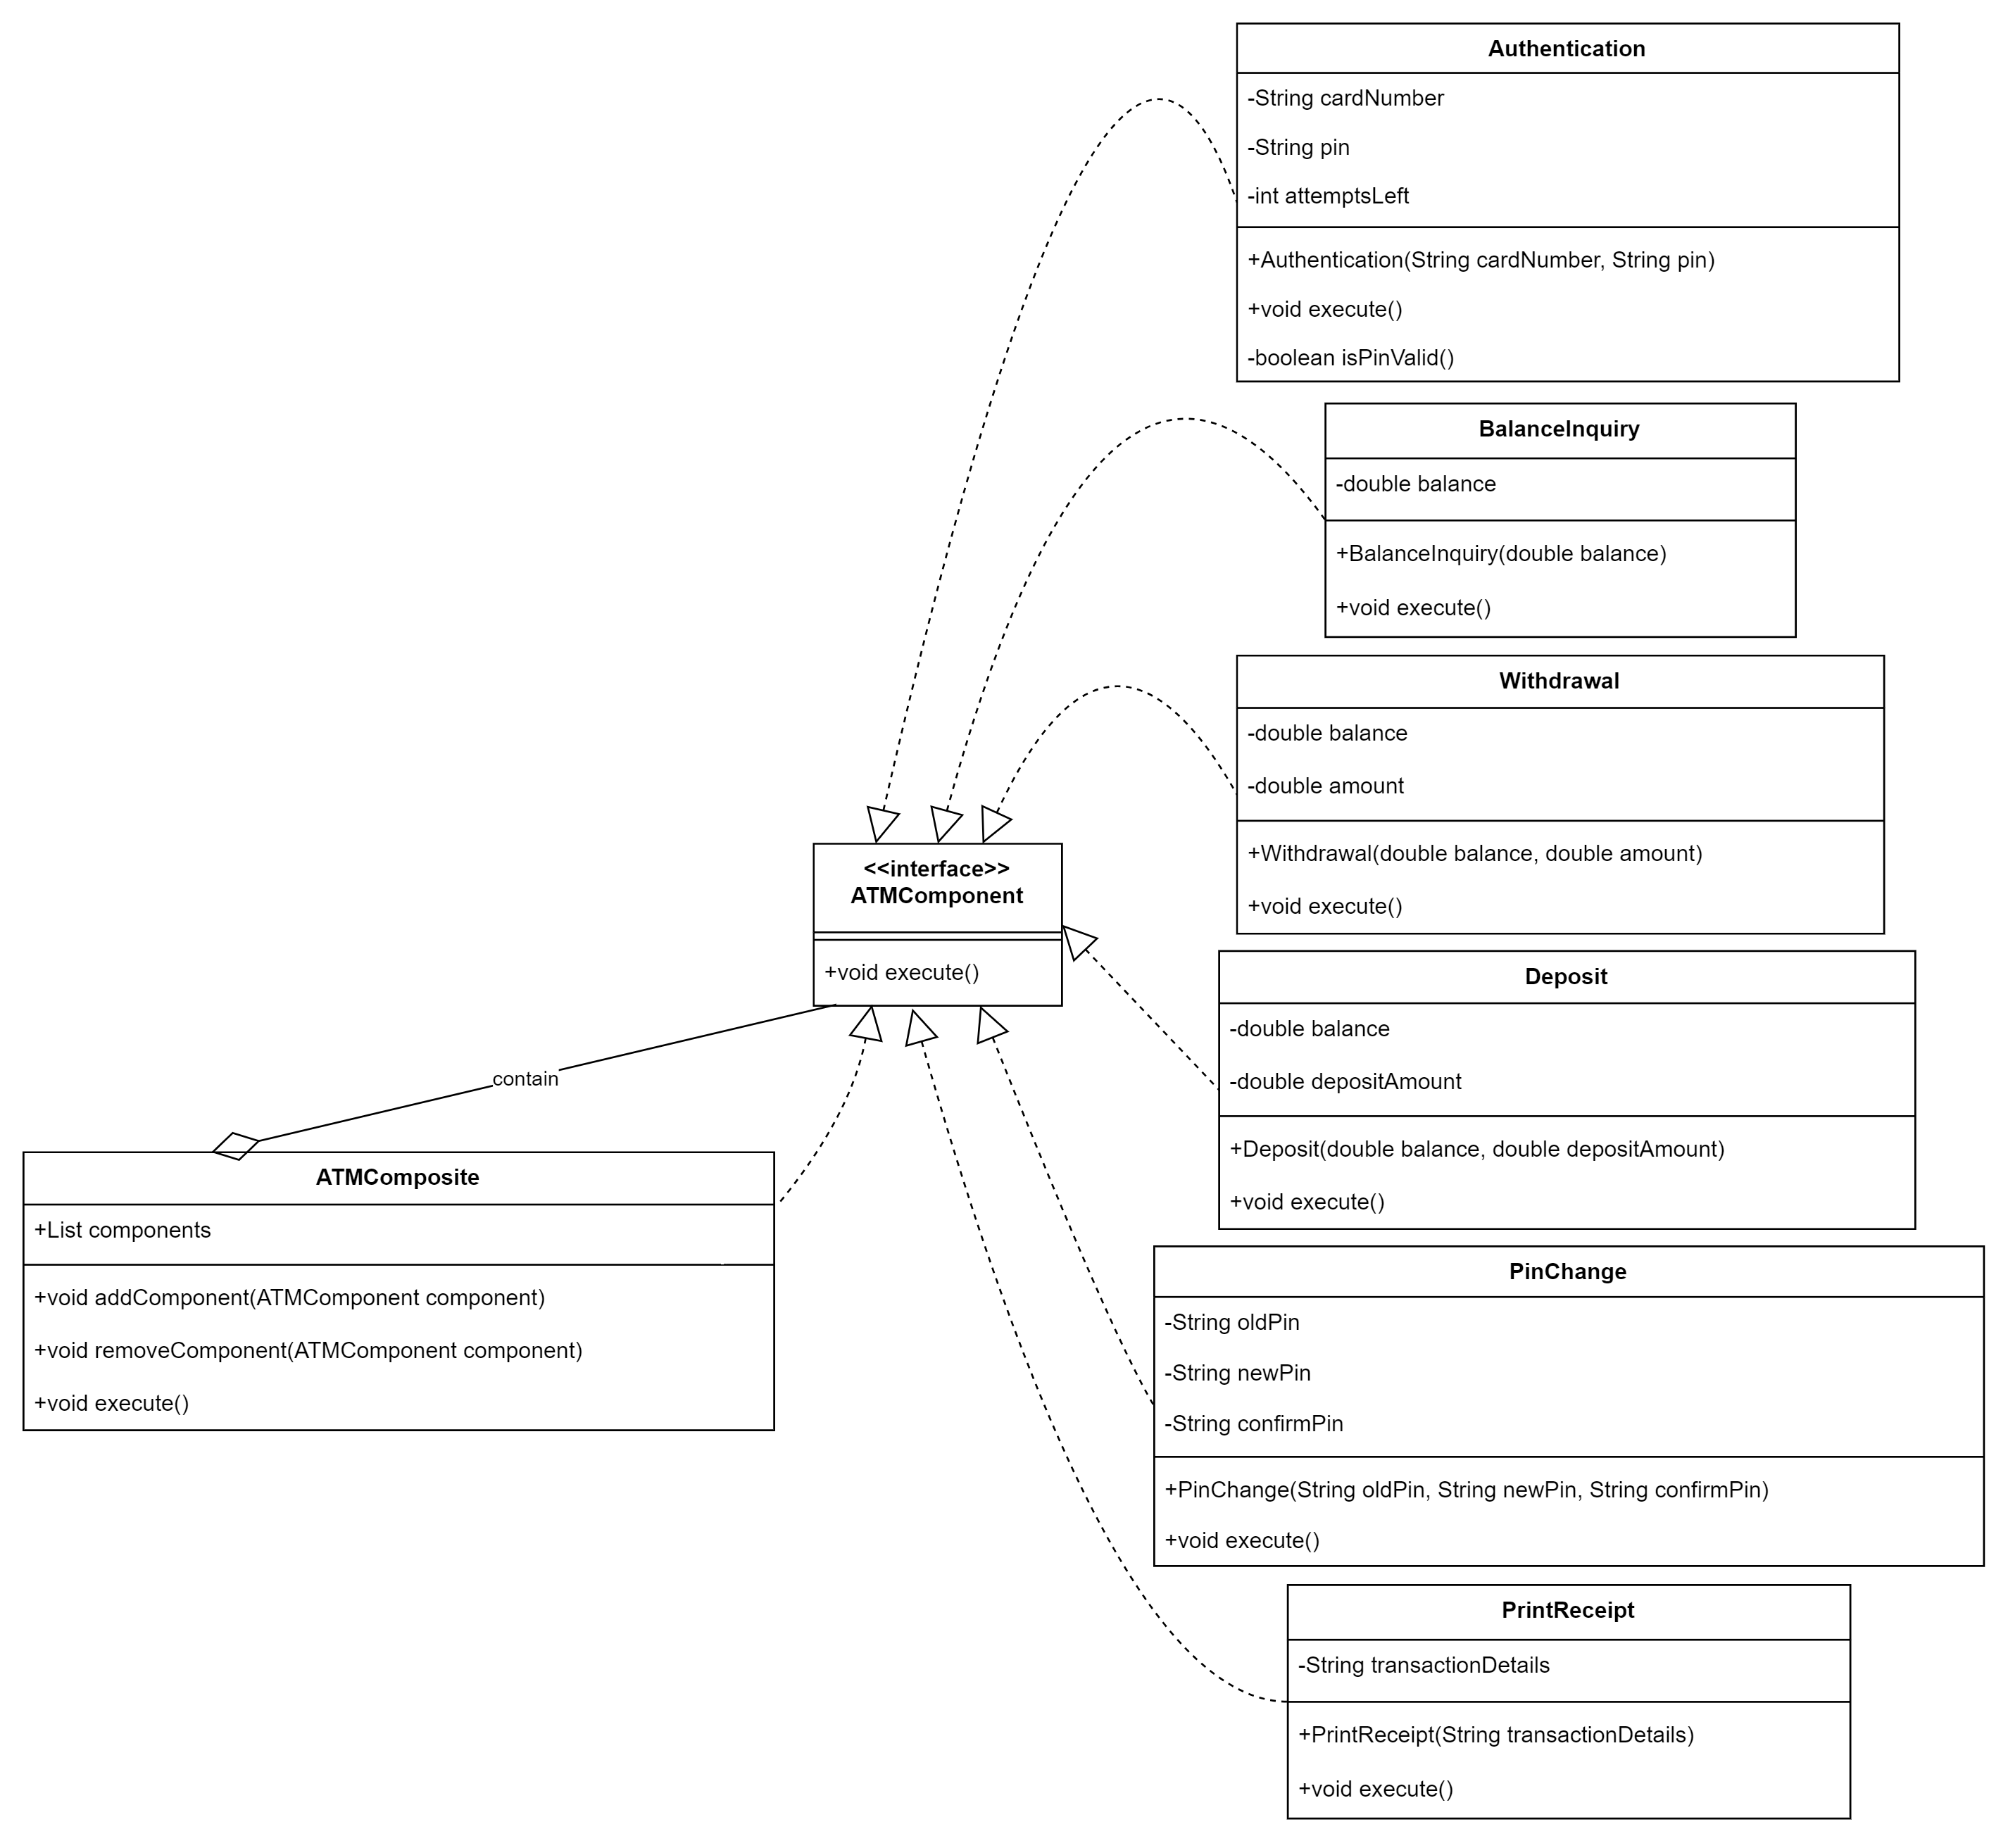 Authentication
-String cardNumber
-String pin
-int attemptsLeft
+Authentication(String cardNumber, String pin)
+void execute()
-boolean isPinValid()
BalanceInquiry
-double balance
+BalanceInquiry(double balance)
+void execute()
Withdrawal
-double balance
-double amount
+Withdrawal(double balance, double amount)
+void execute()
<<interface>>
ATMComponent
+void execute()
Deposit
-double balance
-double depositAmount
+Deposit(double balance, double depositAmount)
+void execute()
contain
ATMComposite
+List components
+void addComponent(ATMComponent component)
+void removeComponent(ATMComponent component)
+void execute()
PinChange
-String oldPin
-String newPin
-String confirmPin
+PinChange(String oldPin, String newPin, String confirmPin)
+void execute()
PrintReceipt
-String transactionDetails
+PrintReceipt(String transactionDetails)
+void execute()